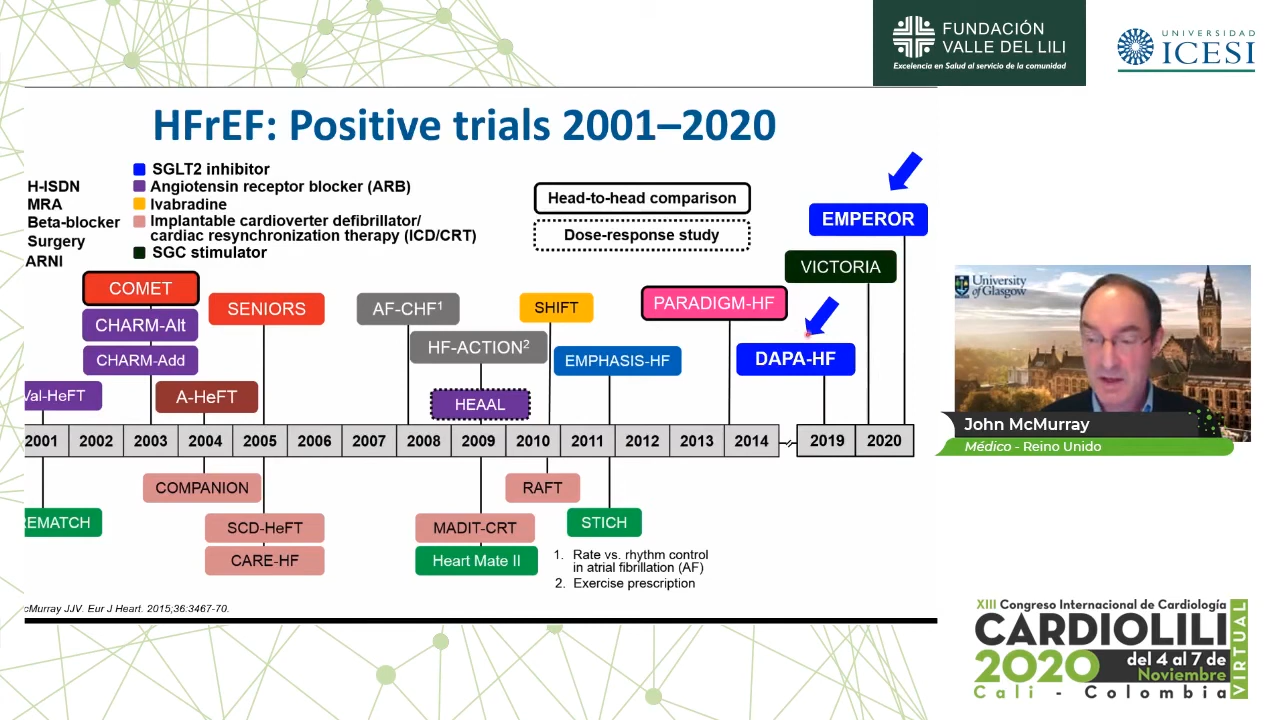 FUNDACIÓN
VALLE DEL LILI
Excelencia en Salud al servicio de la comunidad
UNIVERSIDAD
ICESI
HFrEF: Positive trials 2001–2020
H-ISDN
MRA
Beta-blocker
Surgery
ARNI
SGLT2 inhibitor
Angiotensin receptor blocker (ARB)
Ivabradine
Implantable cardioverter defibrillator/
cardiac resynchronization therapy (ICD/CRT)
SGC stimulator
Head-to-head comparison
Dose-response study
EMPEROR
VICTORIA
COMET
SENIORS
AF-CHF¹
SHIFT
PARADIGM-HF
CHARM-Alt
HF-ACTION²
EMPHASIS-HF
DAPA-HF
CHARM-Add
Val-HeFT
A-HeFT
HEAAL
2001 2002 2003 2004 2005 2006 2007 2008 2009 2010 2011 2012 2013 2014 2019 2020
COMPANION
RAFT
REMATCH
SCD-HeFT
MADIT-CRT
STICH
CARE-HF
Heart Mate II
1. Rate vs. rhythm control
in atrial fibrillation (AF)
2. Exercise prescription
cMurray JJV. Eur J Heart. 2015;36:3467-70.
University
of Glasgow
John McMurray
Médico - Reino Unido
XIII Congreso Internacional de Cardiología
CARDIOLILI
2020
del 4 al 7 de
Noviembre
Cali - Colombia
VIRTUAL